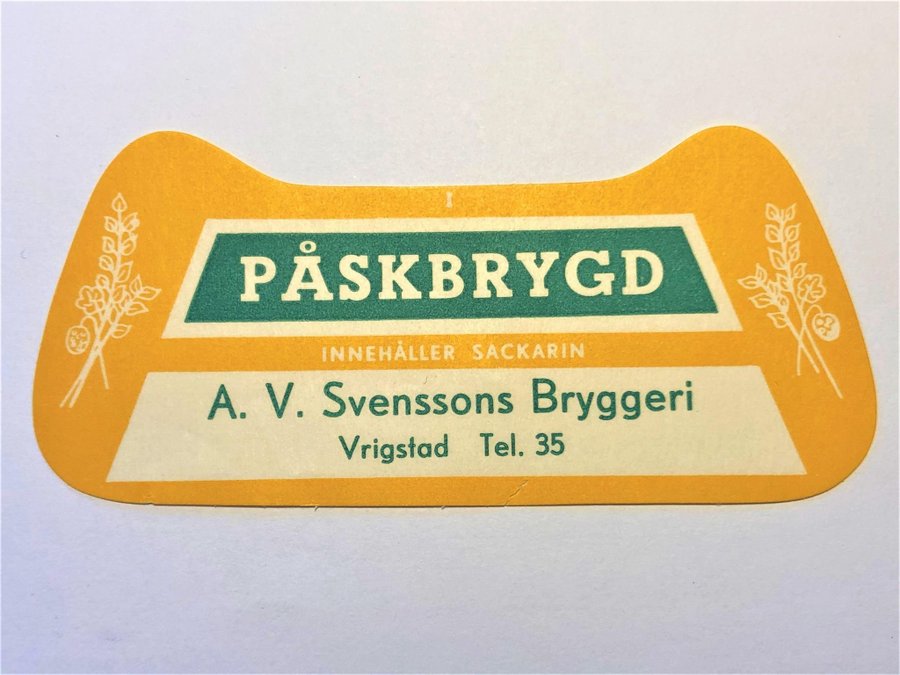 I
PÅSKBRYGD
INNEHÅLLER SACKARIN
A. V. Svenssons Bryggeri
Vrigstad Tel. 35